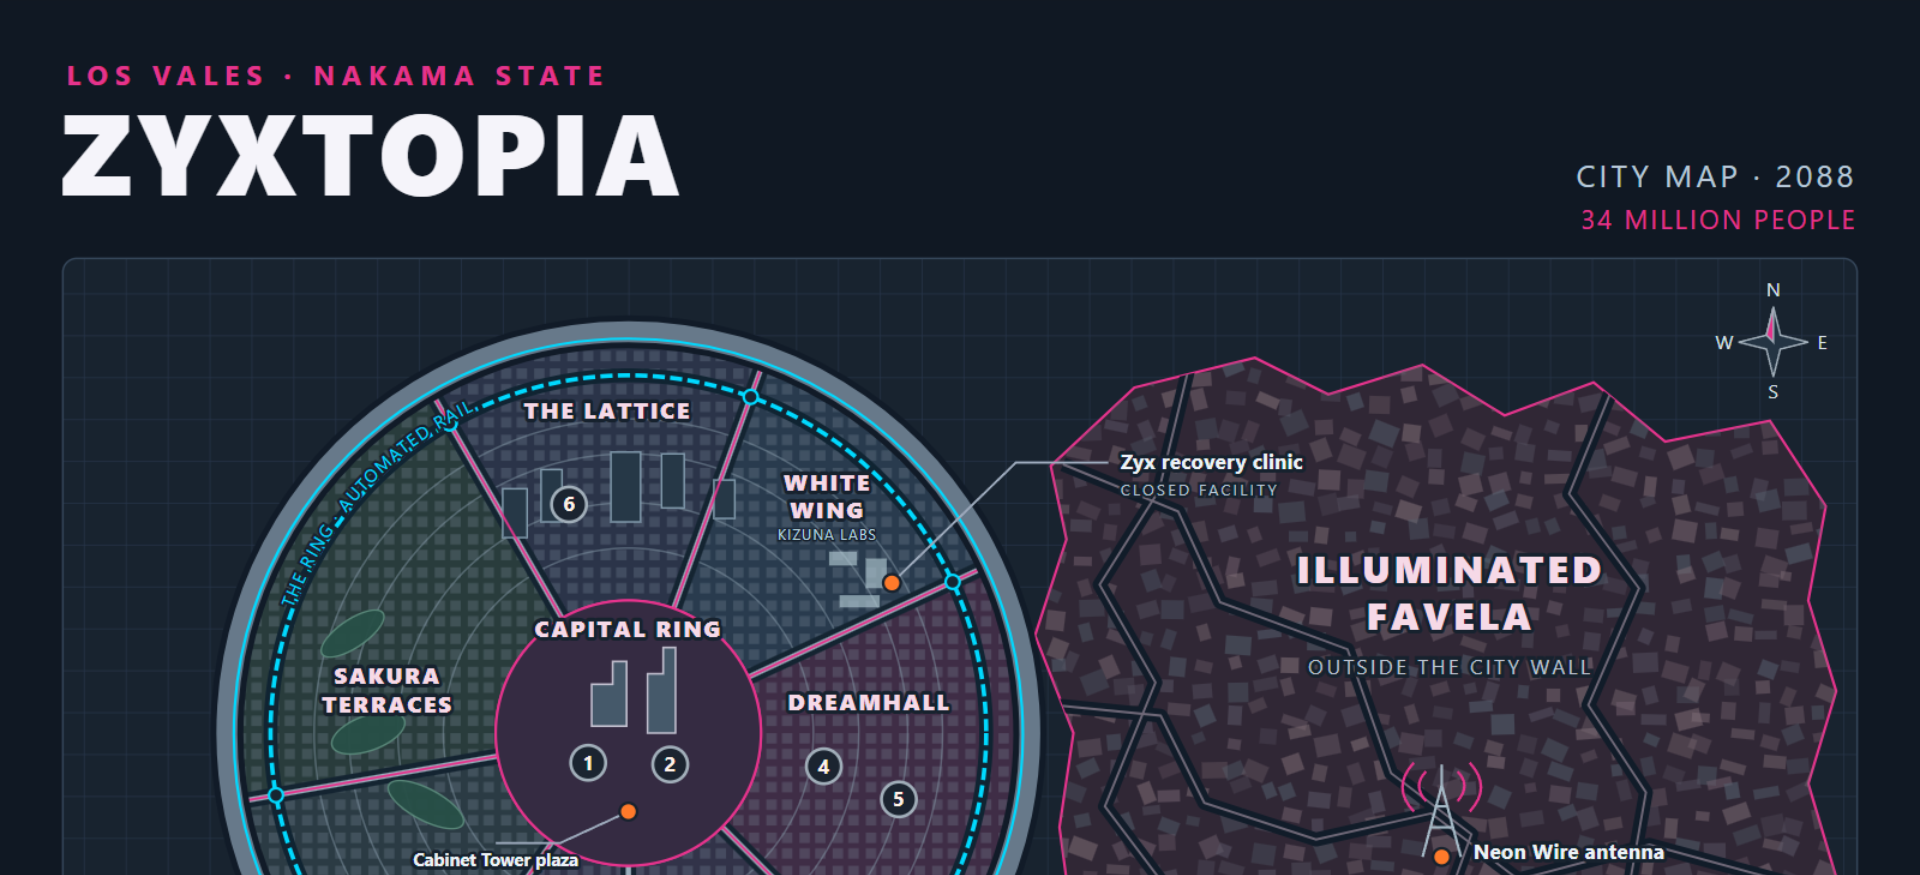 LOS VALES · NAKAMA STATE
ZYXTOPIA
CITY MAP · 2088
34 MILLION PEOPLE
N
W
E
S
THE RING · AUTOMATED RAIL
THE LATTICE
6
WHITE
WING
KIZUNA LABS
Zyx recovery clinic
CLOSED FACILITY
ILLUMINATED
FAVELA
OUTSIDE THE CITY WALL
CAPITAL RING
SAKURA
TERRACES
DREAMHALL
1
2
4
5
Cabinet Tower plaza
Neon Wire antenna